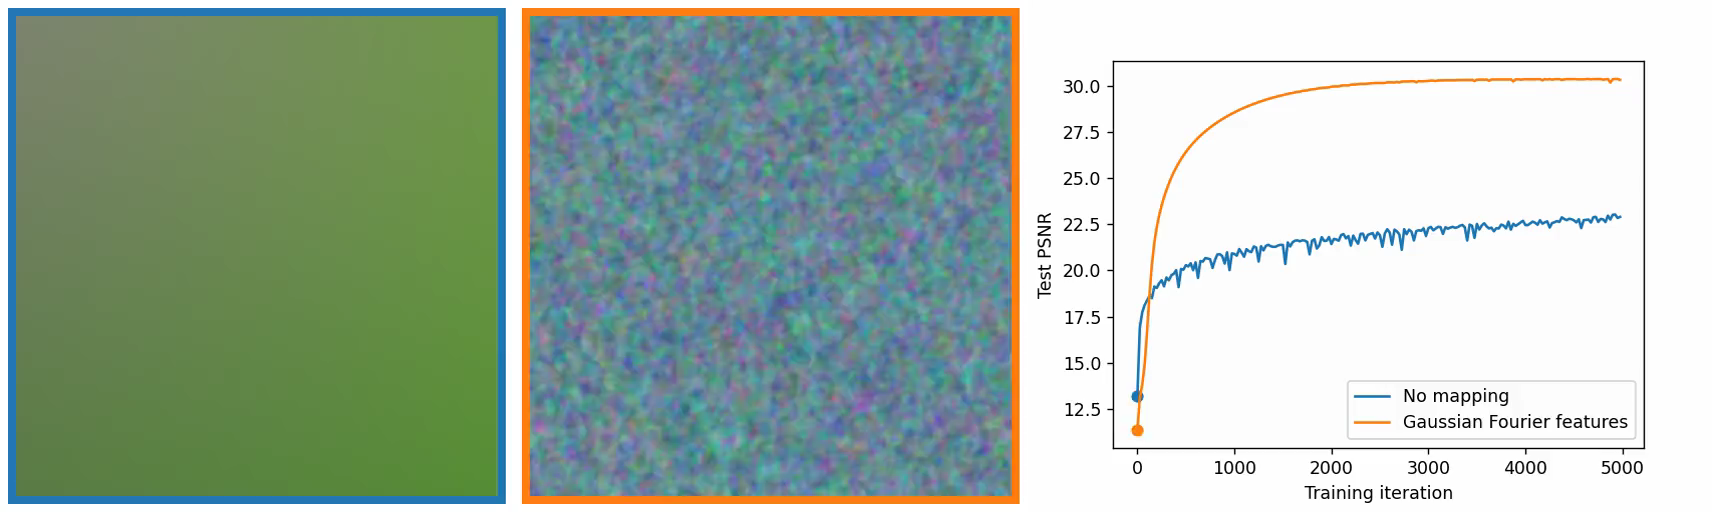 30.0
27.5
25.0
22.5
20.0
17.5
15.0
12.5
Test PSNR
No mapping
Gaussian Fourier features
0 1000 2000 3000 4000 5000
Training iteration